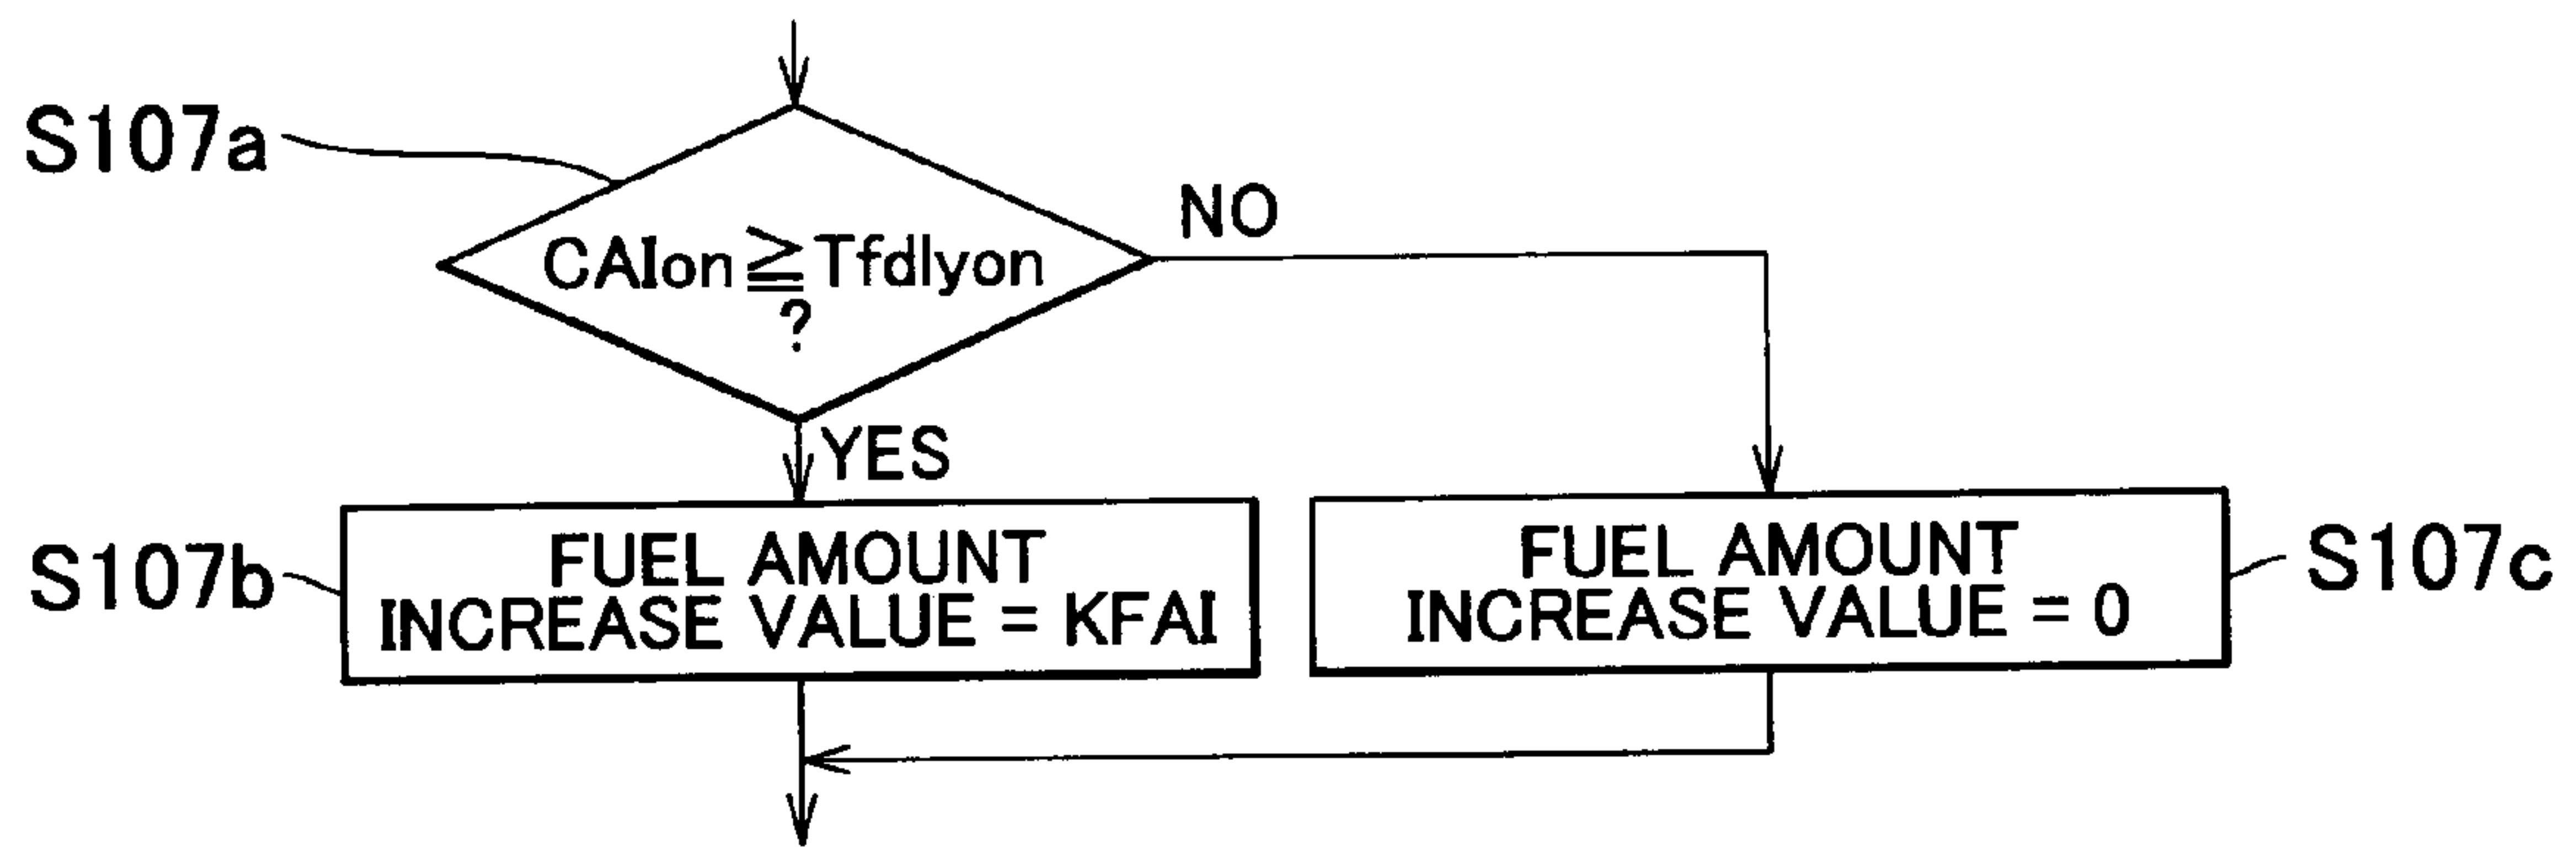 S107a
CAIon≧Tfdlyon
?
NO
YES
S107b
FUEL AMOUNT
INCREASE VALUE = KFAI
FUEL AMOUNT
INCREASE VALUE = 0
S107c